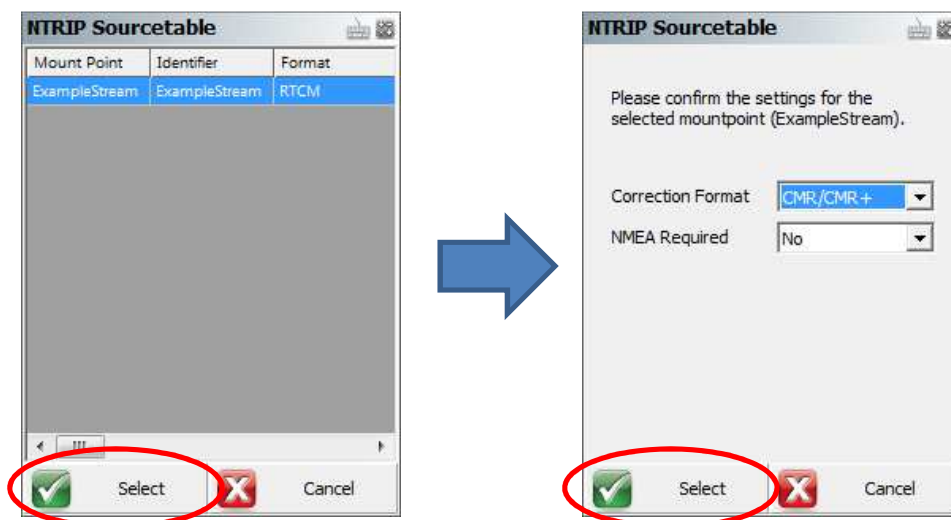 NTRIP Sourcetable
Mount Point Identifier Format
ExampleStream ExampleStream RTCM
Select Cancel
NTRIP Sourcetable
Please confirm the settings for the
selected mountpoint (ExampleStream).
Correction Format CMR/CMR+
NMEA Required No
Select Cancel